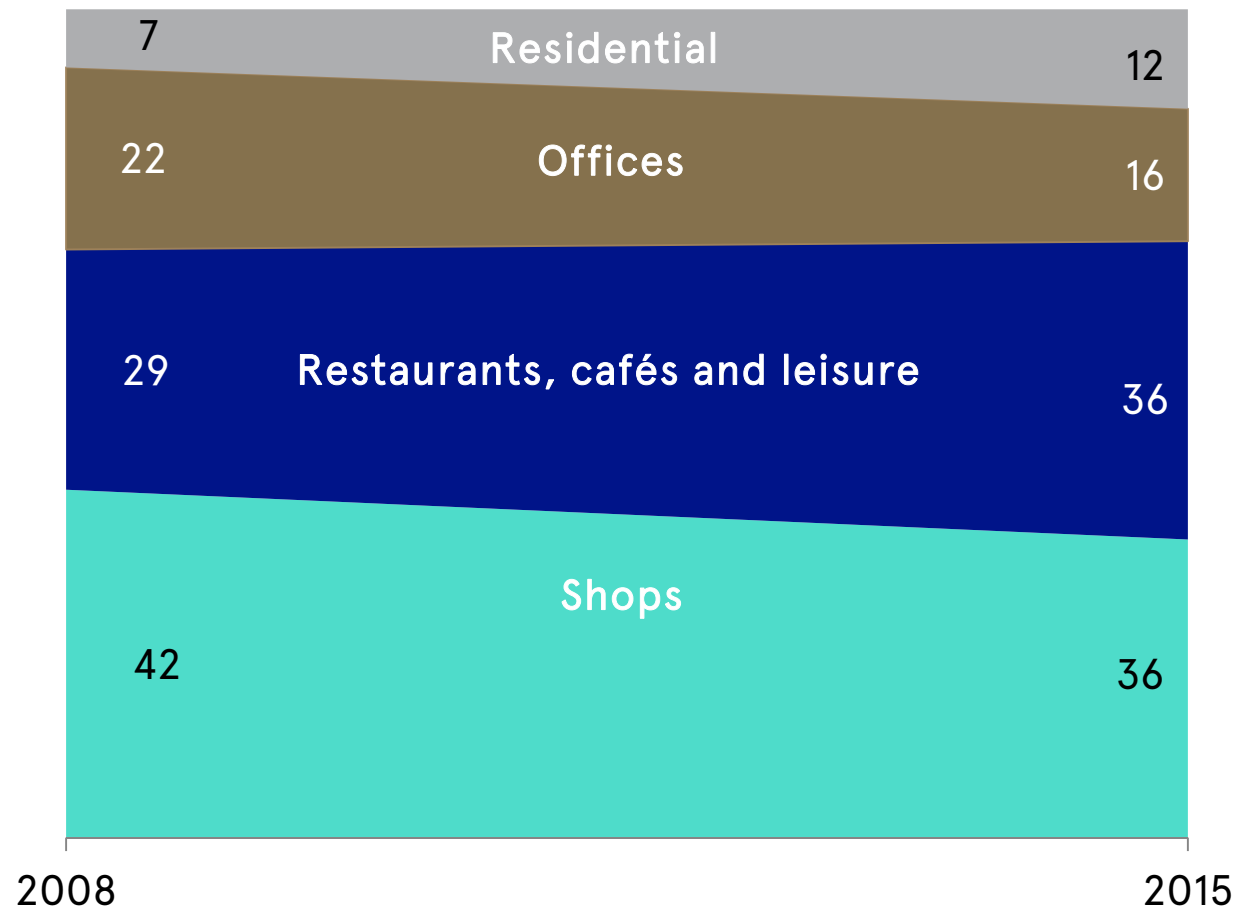 7
Residential
12
22
Offices
16
29
Restaurants, cafés and leisure
36
Shops
42
36
2008
2015